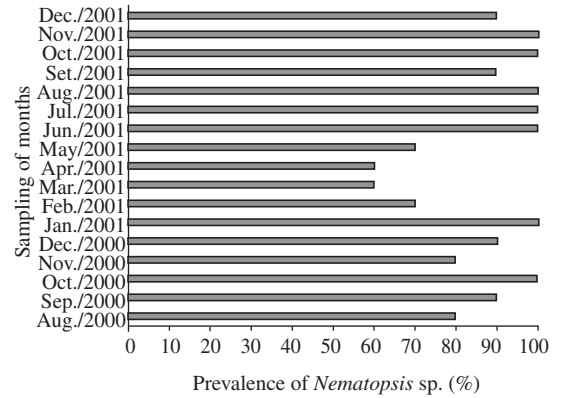 Dec./2001
Nov./2001
Oct./2001
Set./2001
Aug./2001
Jul./2001
Jun./2001
May/2001
Apr./2001
Mar./2001
Feb./2001
Jan./2001
Dec./2000
Nov./2000
Oct./2000
Sep./2000
Aug./2000
Sampling of months
0 10 20 30 40 50 60 70 80 90 100
Prevalence of Nematopsis sp. (%)